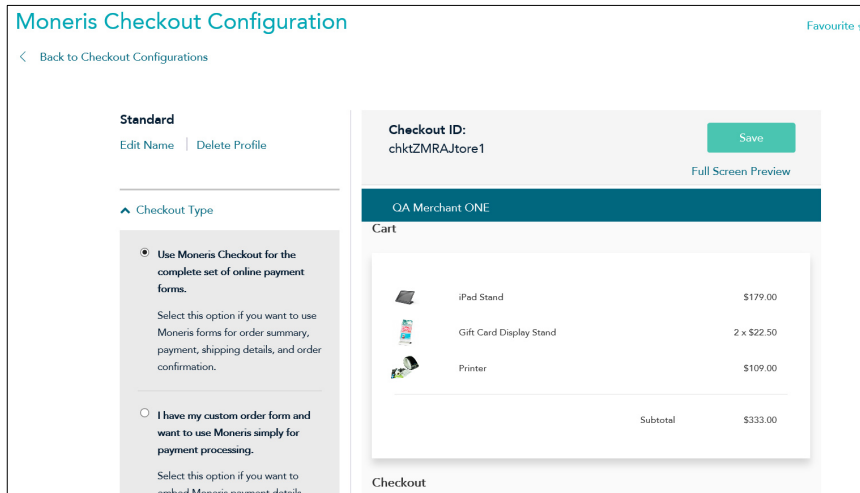 Moneris Checkout Configuration
Favourite
Back to Checkout Configurations
Standard
Edit Name | Delete Profile
Checkout Type
Use Moneris Checkout for the
complete set of online payment
forms.
Select this option if you want to use
Moneris forms for order summary,
payment, shipping details, and order
confirmation.
I have my custom order form and
want to use Moneris simply for
payment processing.
Select this option if you want to
embed Moneris payment details
Checkout ID:
chktZMRAJtore1
Save
Full Screen Preview
QA Merchant ONE
Cart
iPad Stand $179.00
Gift Card Display Stand 2 x $22.50
Printer $109.00
Subtotal $333.00
Checkout